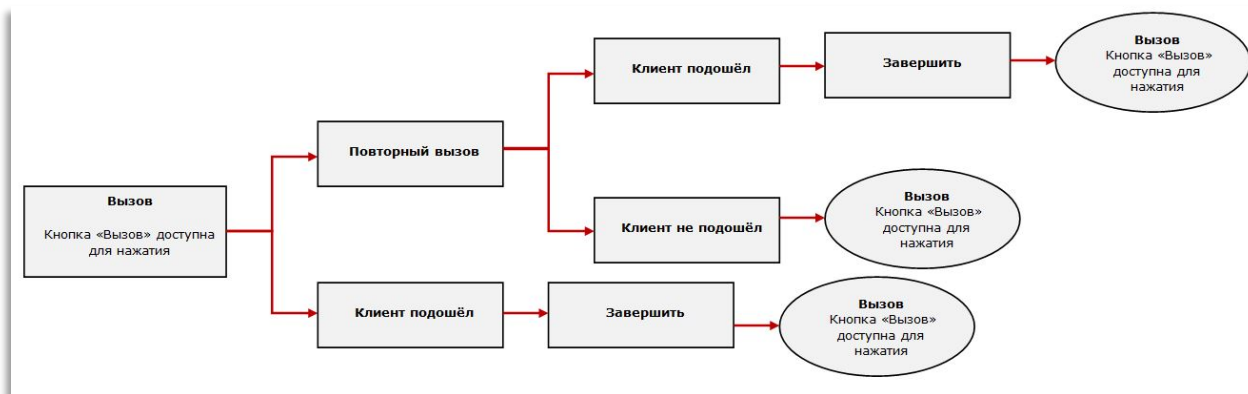 Вызов
Кнопка «Вызов»
доступна для
нажатия
Клиент подошёл
Завершить
Повторный вызов
Вызов
Кнопка «Вызов» доступна
для нажатия
Клиент не подошёл
Вызов
Кнопка «Вызов»
доступна для
нажатия
Клиент подошёл
Завершить
Вызов
Кнопка «Вызов»
доступна для
нажатия